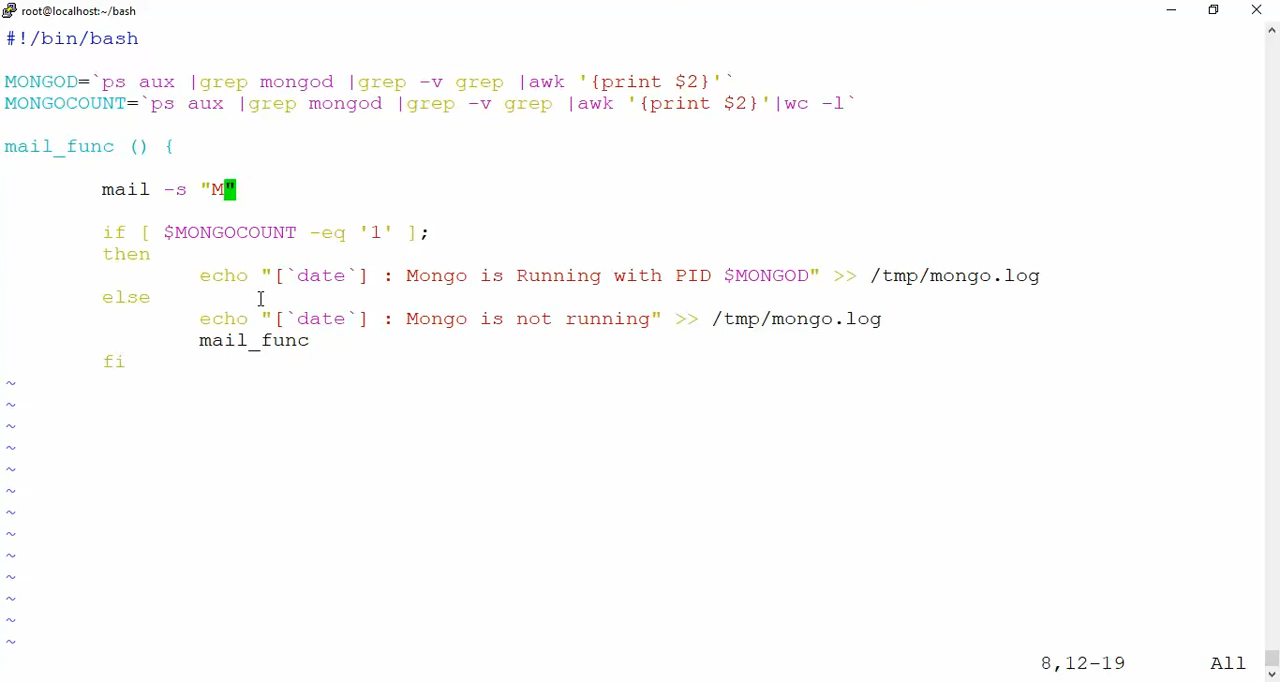 root@localhost:~/bash
#!/bin/bash
MONGOD=`ps aux |grep mongod |grep -v grep |awk '{print $2}'`
MONGOCOUNT=`ps aux |grep mongod |grep -v grep |awk '{print $2}'|wc -l`
mail_func () {
mail -s "M"
if [ $MONGOCOUNT -eq '1' ];
then
echo "[`date`] : Mongo is Running with PID $MONGOD" >> /tmp/mongo.log
else
echo "[`date`] : Mongo is not running" >> /tmp/mongo.log
mail_func
fi
~
~
~
~
~
~
~
~
~
~
~
~
~
8,12-19 All